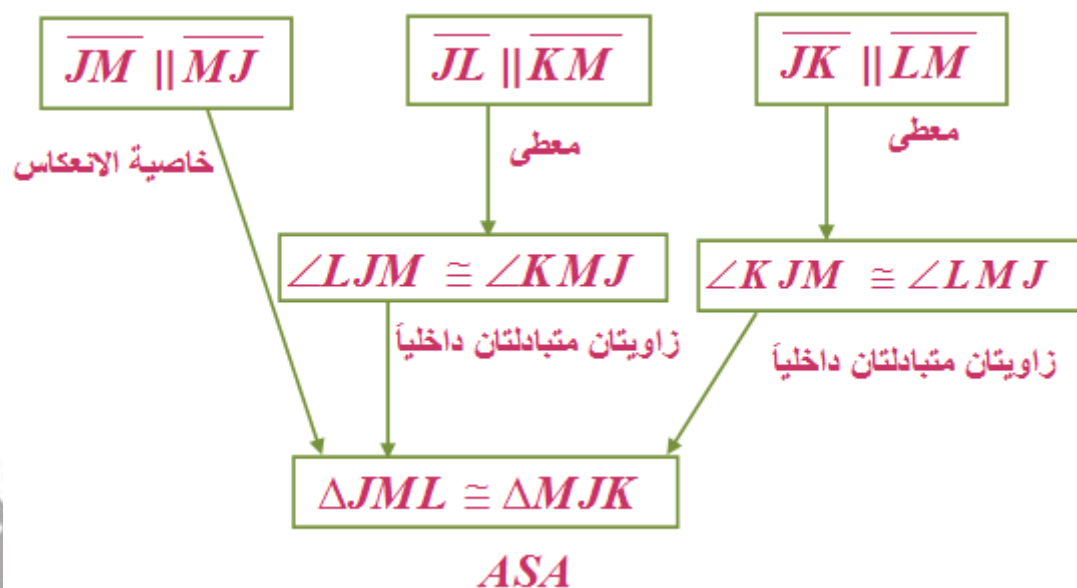 JM || MJ
JL || KM
JK || LM
خاصية الانعكاس
معطى
معطى
∠LJM ≅ ∠KMJ
∠KJM ≅ ∠LMJ
زاويتان متبادلتان داخلياً
زاويتان متبادلتان داخلياً
ΔJML ≅ ΔMJK
ASA